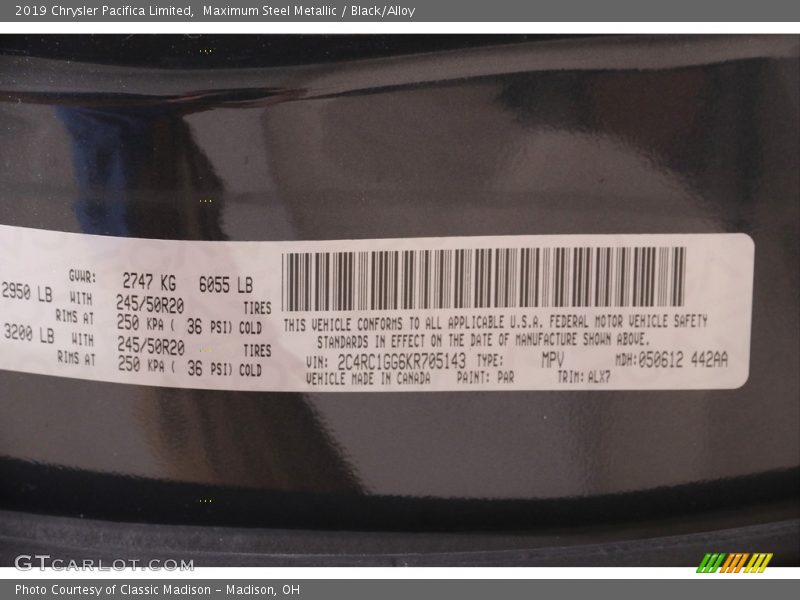 2019 Chrysler Pacifica Limited,  Maximum Steel Metallic / Black/Alloy
GVWR: 2747 KG 6055 LB
2950 LB WITH 245/50R20 TIRES
RIMS AT 250 KPA ( 36 PSI) COLD
3200 LB WITH 245/50R20 TIRES
RIMS AT 250 KPA ( 36 PSI) COLD
THIS VEHICLE CONFORMS TO ALL APPLICABLE U.S.A. FEDERAL MOTOR VEHICLE SAFETY
STANDARDS IN EFFECT ON THE DATE OF MANUFACTURE SHOWN ABOVE.
VIN: 2C4RC1GG6KR705143 TYPE: MPV MDH:050612 442AA
VEHICLE MADE IN CANADA PAINT: PAR TRIM: ALX7
GTCARLOT.COM
Photo Courtesy of Classic Madison - Madison, OH